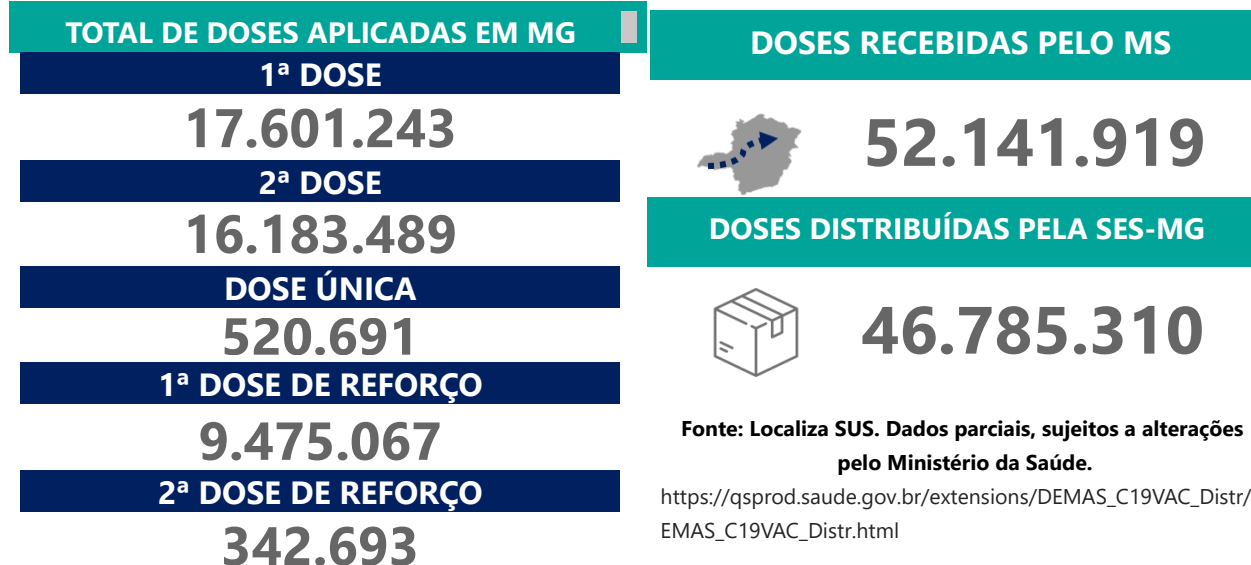 TOTAL DE DOSES APLICADAS EM MG
1ª DOSE
17.601.243
2ª DOSE
16.183.489
DOSE ÚNICA
520.691
1ª DOSE DE REFORÇO
9.475.067
2ª DOSE DE REFORÇO
342.693
DOSES RECEBIDAS PELO MS
52.141.919
DOSES DISTRIBUÍDAS PELA SES-MG
46.785.310
Fonte: Localiza SUS. Dados parciais, sujeitos a alterações
pelo Ministério da Saúde.
https://qsprod.saude.gov.br/extensions/DEMAS_C19VAC_Distr/
EMAS_C19VAC_Distr.html